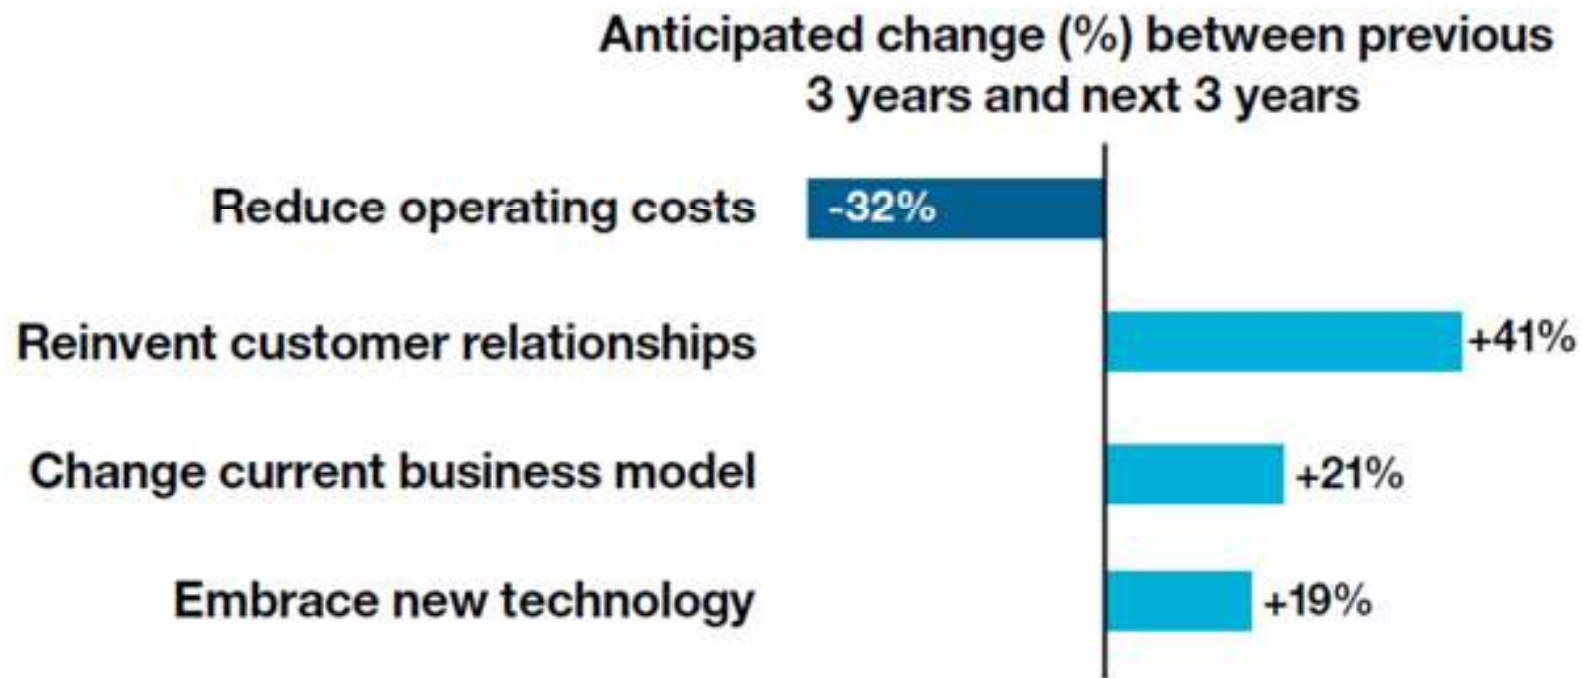 Anticipated change (%) between previous
3 years and next 3 years
Reduce operating costs -32%
Reinvent customer relationships +41%
Change current business model +21%
Embrace new technology +19%